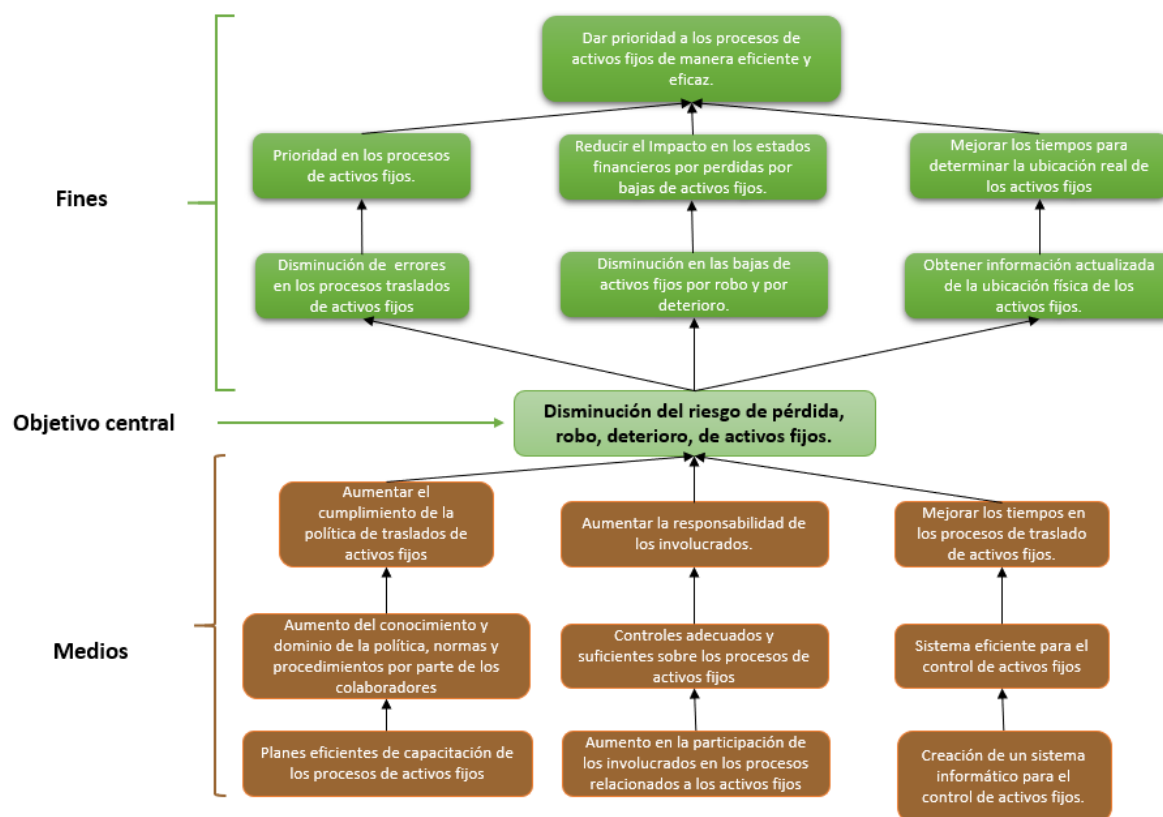 Dar prioridad a los procesos de
activos fijos de manera eficiente y
eficaz.
Fines
Prioridad en los procesos
de activos fijos.
Reducir el Impacto en los estados
financieros por perdidas por
bajas de activos fijos.
Mejorar los tiempos para
determinar la ubicación real de
los activos fijos
Disminución de errores
en los procesos traslados
de activos fijos
Disminución en las bajas de
activos fijos por robo y por
deterioro.
Obtener información actualizada
de la ubicación física de los
activos fijos.
Objetivo central
Disminución del riesgo de pérdida,
robo, deterioro, de activos fijos.
Medios
Aumentar el
cumplimiento de la
política de traslados de
activos fijos
Aumentar la responsabilidad de
los involucrados.
Mejorar los tiempos en
los procesos de traslado
de activos fijos.
Aumento del conocimiento y
dominio de la política, normas y
procedimientos por parte de los
colaboradores
Controles adecuados y
suficientes sobre los procesos de
activos fijos
Sistema eficiente para el
control de activos fijos
Planes eficientes de capacitación de
los procesos de activos fijos
Aumento en la participación de
los involucrados en los procesos
relacionados a los activos fijos
Creación de un sistema
informático para el
control de activos fijos.